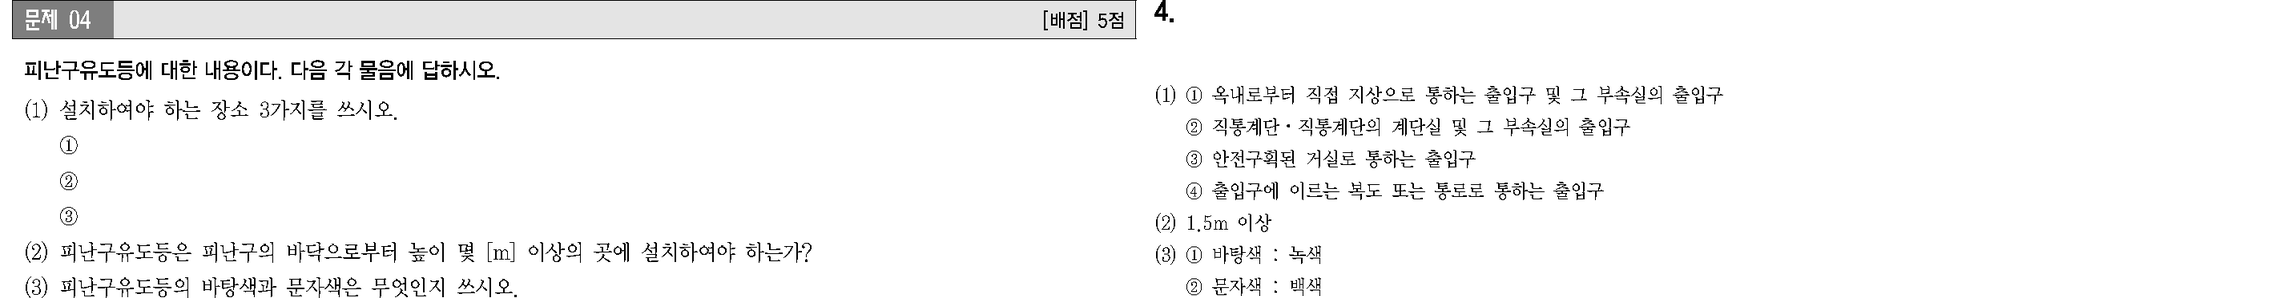 문제 04
[배점] 5점
피난구유도등에 대한 내용이다. 다음 각 물음에 답하시오.
(1) 설치하여야 하는 장소 3가지를 쓰시오.
①
②
③
(2) 피난구유도등은 피난구의 바닥으로부터 높이 몇 [m] 이상의 곳에 설치하여야 하는가?
(3) 피난구유도등의 바탕색과 문자색은 무엇인지 쓰시오.
4.
(1) ① 옥내로부터 직접 지상으로 통하는 출입구 및 그 부속실의 출입구
② 직통계단·직통계단의 계단실 및 그 부속실의 출입구
③ 안전구획된 거실로 통하는 출입구
④ 출입구에 이르는 복도 또는 통로로 통하는 출입구
(2) 1.5m 이상
(3) ① 바탕색 : 녹색
② 문자색 : 백색